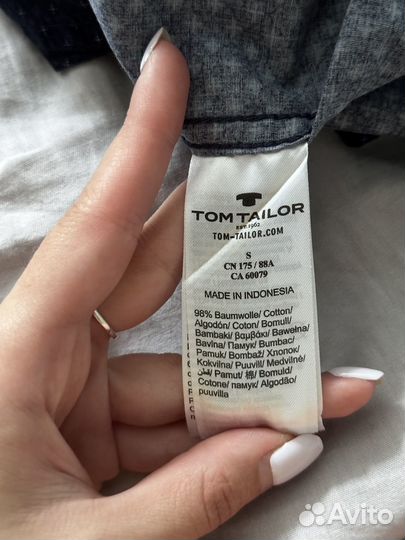 TOM TAILOR
EST. 1962
TOM-TAILOR.COM
S
CN 175 / 88A
CA 60079
MADE IN INDONESIA
98% Baumwolle/ Cotton/
Algodón/ Coton/ Bomull/
Bambaki/ βαμβάκι/ Bawełna/
Bavlna/ Памук/ Bumbac/
Pamuk/ Bombaž/ Хлопок/
Kokvilna/ Puuvill/ Medvilné/
قطن/ Pamut/ 棉/ Bomuld/
Cotone/ памук/ Algodão/
puuvilla
Avito